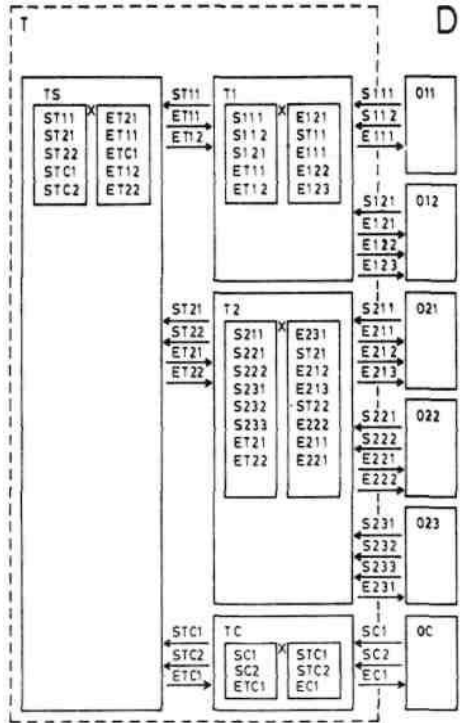 T
D
TS
X
ST11
ST21
ST22
STC1
STC2
ET21
ET11
ETC1
ET12
ET22
ST11
ET11
ET12
T1
X
S111
S112
S121
ET11
ET12
E121
ST11
E111
E122
E123
S111
S112
E111
O11
S121
E121
E122
E123
O12
ST21
ST22
ET21
ET22
T2
X
S211
S221
S222
S231
S232
S233
ET21
ET22
E231
ST21
E212
E213
ST22
E222
E211
E221
S211
E211
E212
E213
O21
S221
S222
E221
E222
O22
S231
S232
S233
E231
O23
STC1
STC2
ETC1
TC
X
SC1
SC2
ETC1
STC1
STC2
EC1
SC1
SC2
EC1
OC